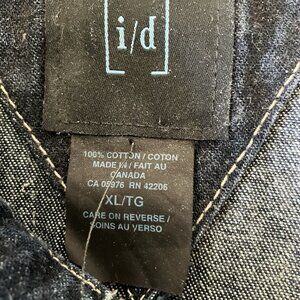 [i/d]
100% COTTON / COTON
MADE IN / FAIT AU
CANADA
CA 05976 RN 42206
XL/TG
CARE ON REVERSE /
SOINS AU VERSO